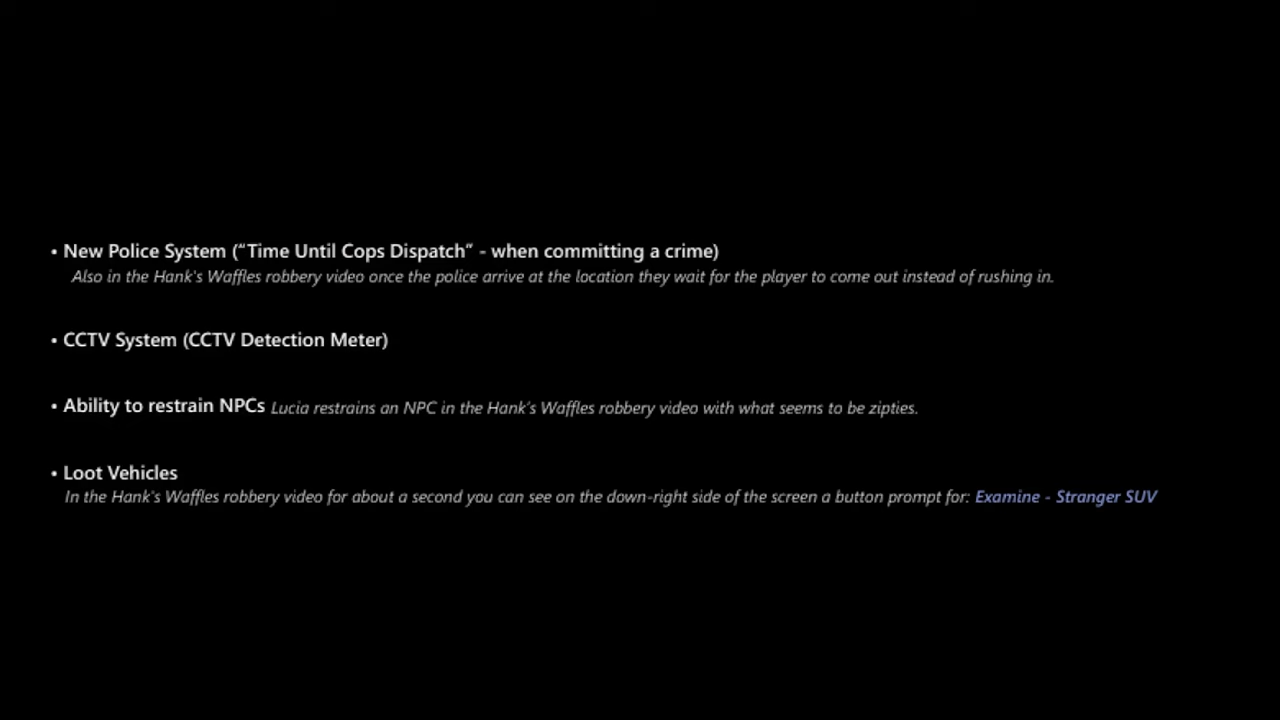 • New Police System (“Time Until Cops Dispatch” - when committing a crime)
Also in the Hank's Waffles robbery video once the police arrive at the location they wait for the player to come out instead of rushing in.
• CCTV System (CCTV Detection Meter)
• Ability to restrain NPCs Lucia restrains an NPC in the Hank's Waffles robbery video with what seems to be zipties.
• Loot Vehicles
In the Hank's Waffles robbery video for about a second you can see on the down-right side of the screen a button prompt for: Examine - Stranger SUV